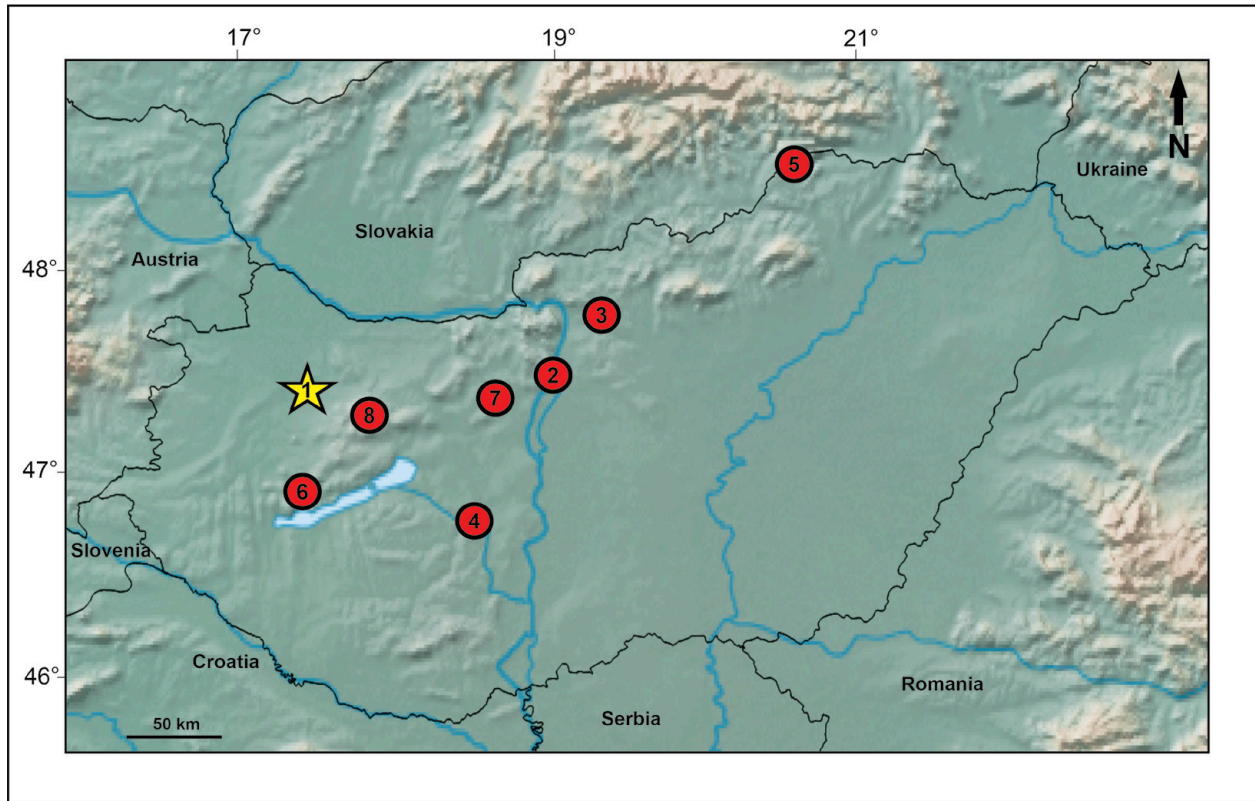 17° 19° 21°
N
Ukraine
5
Slovakia
Austria
48°
3
2
1
7
8
47°
6
4
Slovenia
Croatia
46°
Romania
Serbia
50 km